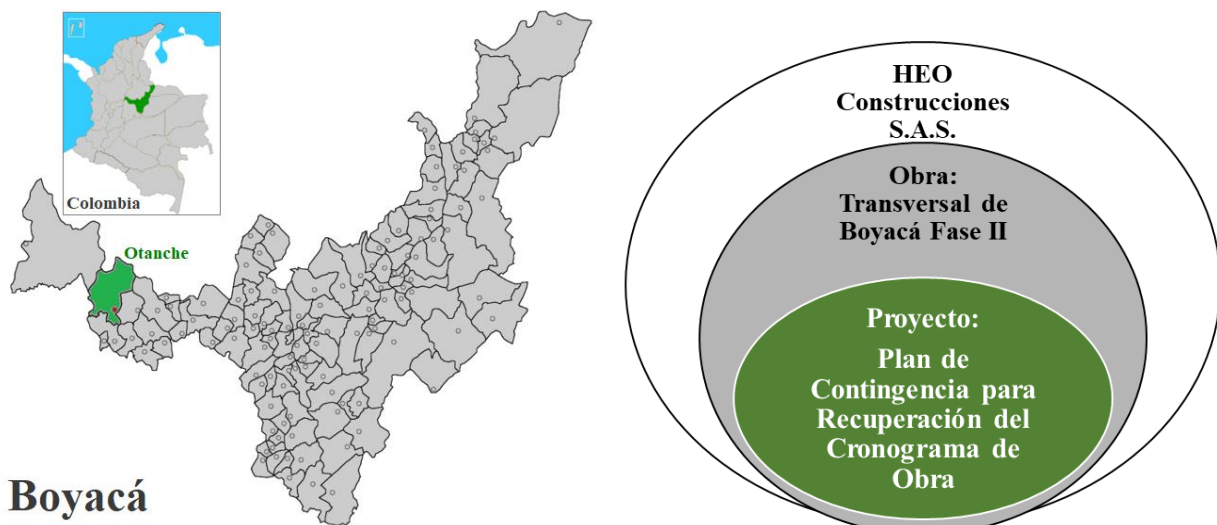 Colombia
Otanche
Boyacá
HEO
Construcciones
S.A.S.
Obra:
Transversal de
Boyacá Fase II
Proyecto:
Plan de
Contingencia para
Recuperación del
Cronograma de
Obra